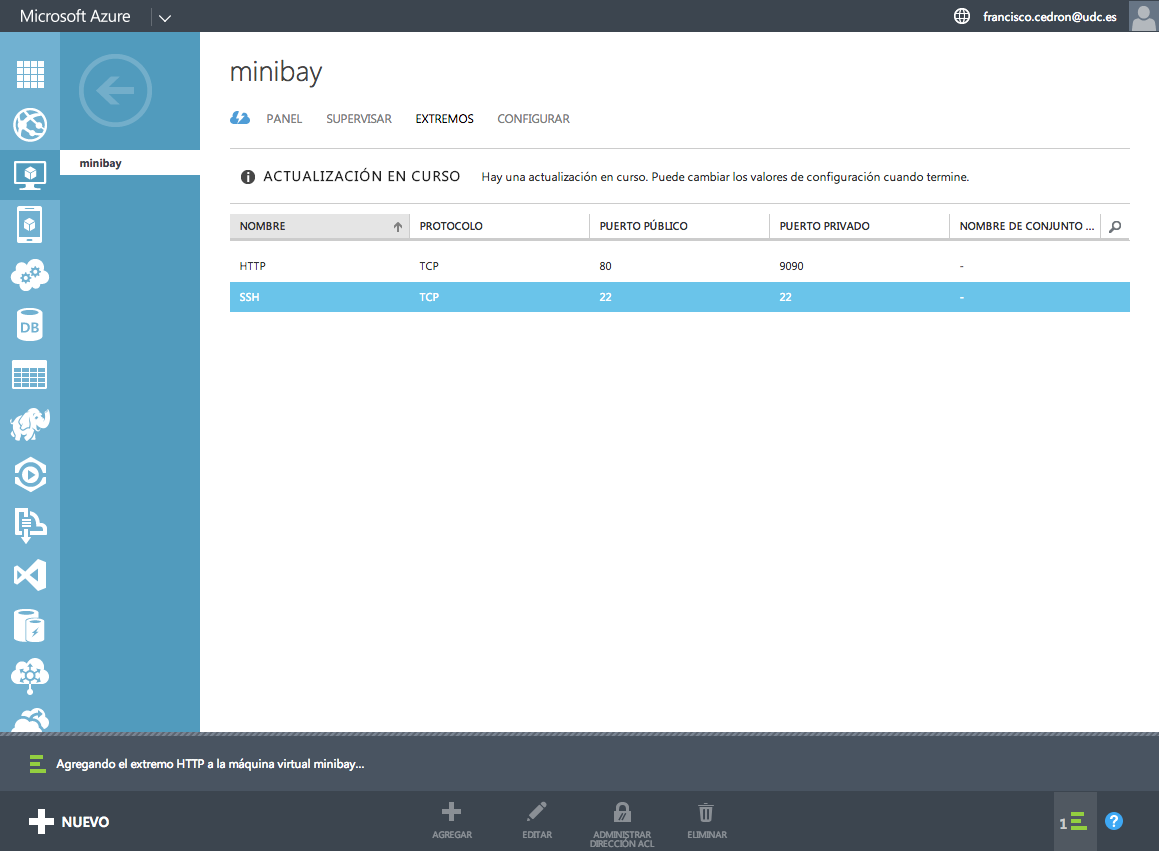 Microsoft Azure
francisco.cedron@udc.es
minibay
minibay
PANEL SUPERVISAR EXTREMOS CONFIGURAR
ACTUALIZACIÓN EN CURSO Hay una actualización en curso. Puede cambiar los valores de configuración cuando termine.
NOMBRE PROTOCOLO PUERTO PÚBLICO PUERTO PRIVADO NOMBRE DE CONJUNTO ...
HTTP TCP 80 9090 -
SSH TCP 22 22 -
DB
Agregando el extremo HTTP a la máquina virtual minibay...
NUEVO
AGREGAR EDITAR ADMINISTRAR DIRECCIÓN ACL ELIMINAR
1
?